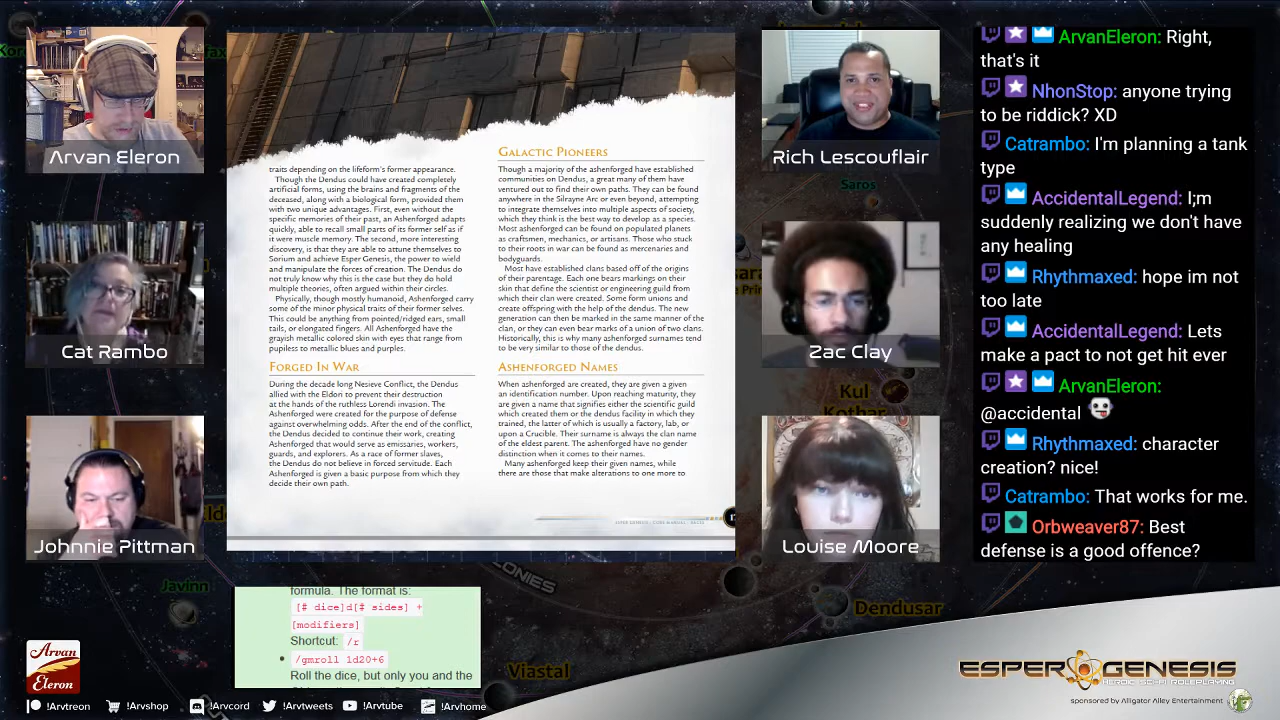 Arvan Eleron
Cat Rambo
Johnnie Pittman
traits depending on the lifeform's former appearance.
Though the Dendus could have created completely
artificial forms, using the brains and fragments of the
deceased, along with a biological form, provided them
with two unique advantages. First, even without the
specific memories of their past, an Ashenforged adapts
quickly, able to recall small parts of its former self as if
it were muscle memory. The second, more interesting
discovery, is that they are able to attune themselves to
Sorium and achieve Esper Genesis, the power to wield
and manipulate the forces of creation. The Dendus do
not truly know why this is the case but they do hold
multiple theories, often argued within their circles.
Physically, though mostly humanoid, Ashenforged carry
some of the minor physical traits of their former selves.
This could be anything from pointed/ridged ears, small
tails, or elongated fingers. All Ashenforged have the
grayish metallic colored skin with eyes that range from
pupiless to metallic blues and purples.
Forged In War
During the decade long Nesieve Conflict, the Dendus
allied with the Eldori to prevent their destruction
at the hands of the ruthless Lorendi invasion. The
Ashenforged were created for the purpose of defense
against overwhelming odds. After the end of the conflict,
the Dendus decided to continue their work, creating
Ashenforged that would serve as emissaries, workers,
guards, and explorers. As a race of former slaves,
the Dendus do not believe in forced servitude. Each
Ashenforged is given a basic purpose from which they
decide their own path.
Galactic Pioneers
Though a majority of the ashenforged have established
communities on Dendus, a great many of them have
ventured out to find their own paths. They can be found
anywhere in the Silrayne Arc or even beyond, attempting
to integrate themselves into multiple aspects of society,
which they think is the best way to develop as a species.
Most ashenforged can be found on populated planets
as craftsmen, mechanics, or artisans. Those who stuck
to their roots in war can be found as mercenaries and
bodyguards.
Most have established clans based off of the origins
of their parentage. Each one bears markings on their
skin that define the scientist or engineering guild from
which their clan were created. Some form unions and
create offspring with the help of the dendus. The new
generation can then be marked in the same manner of the
clan, or they can even bear marks of a union of two clans.
Historically, this is why many ashenforged surnames tend
to be very similar to those of the dendus.
Ashenforged Names
When ashenforged are created, they are given a given
an identification number. Upon reaching maturity, they
are given a name that signifies either the scientific guild
which created them or the dendus facility in which they
trained, the latter of which is usually a factory, lab, or
upon a Crucible. Their surname is always the clan name
of the eldest parent. The ashenforged have no gender
distinction when it comes to their names.
Many ashenforged keep their given names, while
there are those that make alterations to one more to
Rich Lescouflair
Saros
Zac Clay
Kul
Kothar
Louise Moore
ArvanEleron: Right,
that's it
NhonStop: anyone trying
to be riddick? XD
Catrambo: I'm planning a tank
type
AccidentalLegend: I;m
suddenly realizing we don't have
any healing
Rhythmaxed: hope im not
too late
AccidentalLegend: Lets
make a pact to not get hit ever
ArvanEleron:
@accidental
Rhythmaxed: character
creation? nice!
Catrambo: That works for me.
Orbweaver87: Best
defense is a good offence?
Javinn
COLONIES
Dendusar
Viastal
formula. The format is:
[# dice]d[# sides] +
[modifiers]
Shortcut: /r
• /gmroll 1d20+6
Roll the dice, but only you and the
Arvan
Eleron
!Arvtreon !Arvshop !Arvcord !Arvtweets !Arvtube !Arvhome
ESPER GENESIS
HEROIC SCI-FI ROLEPLAYING
sponsored by Alligator Alley Entertainment